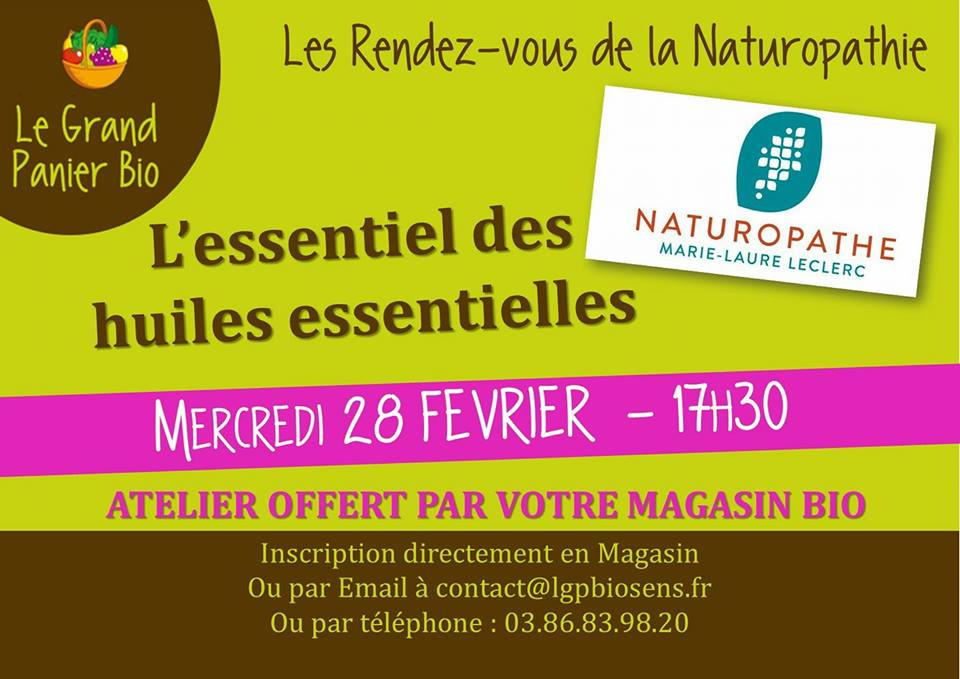 Le Grand
Panier Bio
Les Rendez-vous de la Naturopathie
NATUROPATHE
MARIE-LAURE LECLERC
L'essentiel des
huiles essentielles
MERCREDI 28 FEVRIER - 17H30
ATELIER OFFERT PAR VOTRE MAGASIN BIO
Inscription directement en Magasin
Ou par Email à contact@lgpbiosens.fr
Ou par téléphone : 03.86.83.98.20